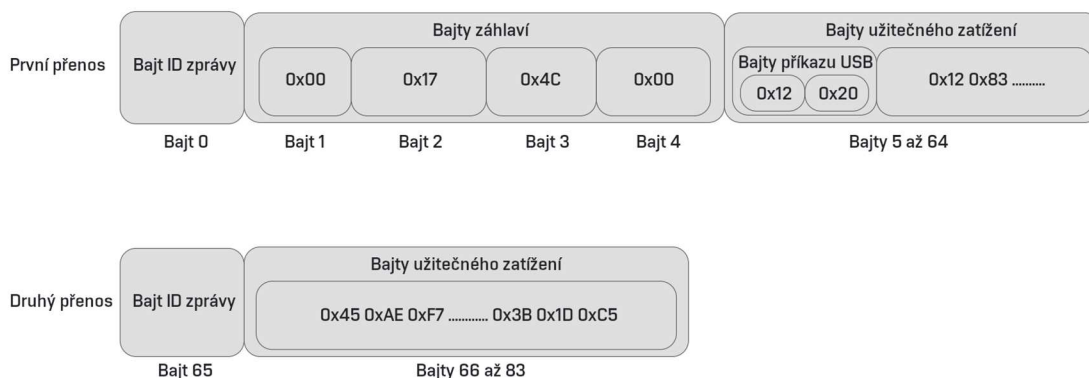 Bajty záhlaví Bajty užitečného zatížení
První přenos Bajt ID zprávy 0x00 0x17 0x4C 0x00 Bajty příkazu USB 0x12 0x20 0x12 0x83 ..........
Bajt 0 Bajt 1 Bajt 2 Bajt 3 Bajt 4 Bajty 5 až 64
Bajty užitečného zatížení
Druhý přenos Bajt ID zprávy 0x45 0xAE 0xF7 ............ 0x3B 0x1D 0xC5
Bajt 65 Bajty 66 až 83